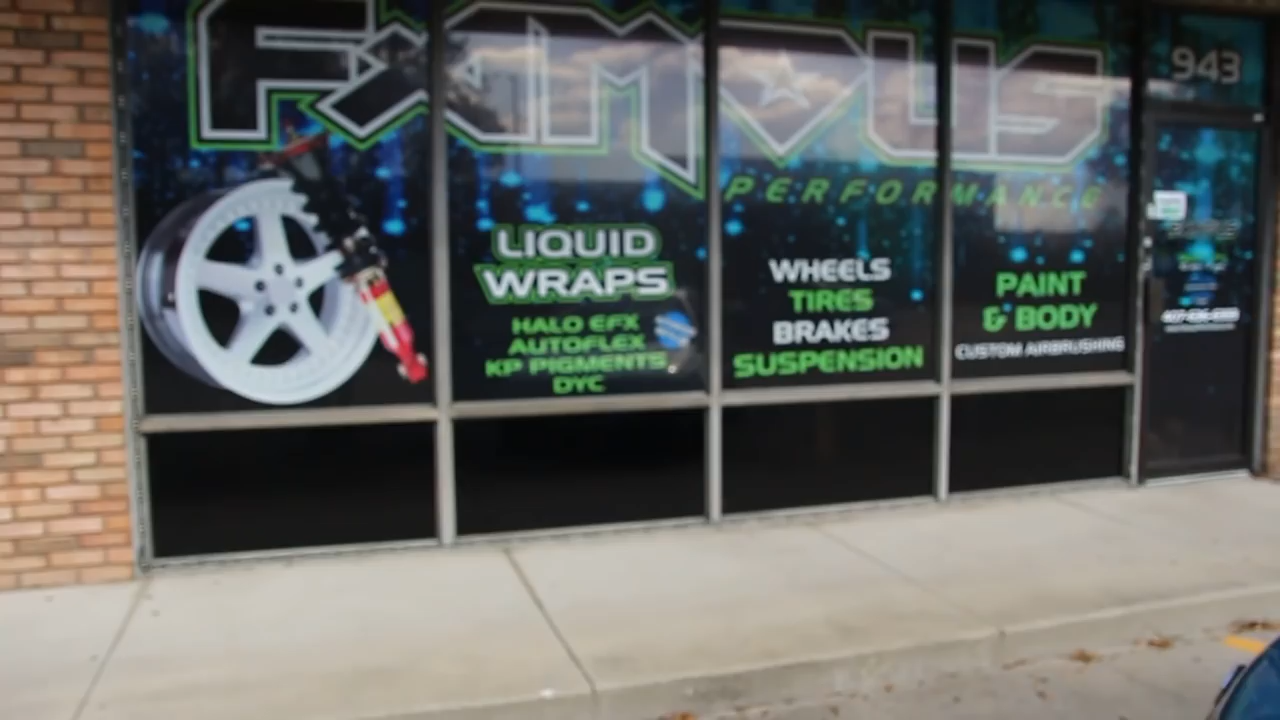 FAMOUS
PERFORMANCE
943
LIQUID
WRAPS
HALO EFX
AUTOFLEX
KP PIGMENTS
DYC
WHEELS
TIRES
BRAKES
SUSPENSION
PAINT
& BODY
CUSTOM AIRBRUSHING